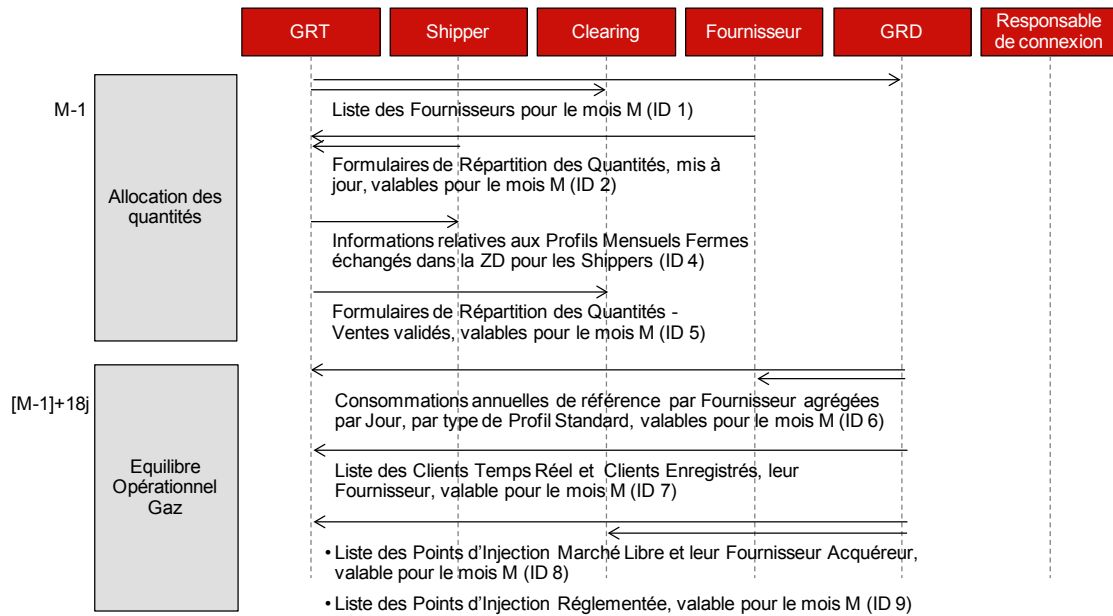 GRT
Shipper
Clearing
Fournisseur
GRD
Responsable
de connexion
M-1
Allocation des
quantités
Liste des Fournisseurs pour le mois M (ID 1)
Formulaires de Répartition des Quantités, mis à
jour, valables pour le mois M (ID 2)
Informations relatives aux Profils Mensuels Fermes
échangés dans la ZD pour les Shippers (ID 4)
Formulaires de Répartition des Quantités -
Ventes validés, valables pour le mois M (ID 5)
[M-1]+18j
Equilibre
Opérationnel
Gaz
Consommations annuelles de référence par Fournisseur agrégées
par Jour, par type de Profil Standard, valables pour le mois M (ID 6)
Liste des Clients Temps Réel et Clients Enregistrés, leur
Fournisseur, valable pour le mois M (ID 7)
• Liste des Points d'Injection Marché Libre et leur Fournisseur Acquéreur,
valable pour le mois M (ID 8)
• Liste des Points d'Injection Réglementée, valable pour le mois M (ID 9)